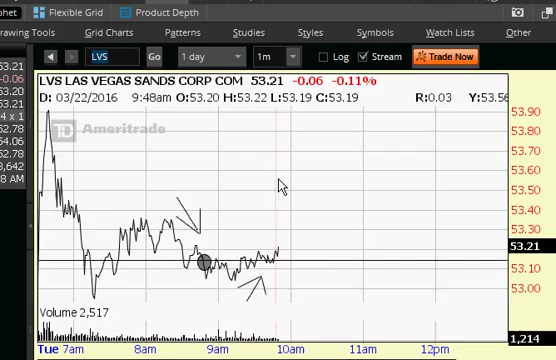 phet Flexible Grid Product Depth
rawing Tools Grid Charts Patterns Studies Styles Symbols Watch Lists Other
LVS Go 1 day 1m Log Stream Trade Now
53.21
-0.06
53.20
53.21
4 x 1
52.78
54.06
52.78
3,642
58 AM
LVS LAS VEGAS SANDS CORP COM 53.21 -0.06 -0.11%
D: 03/22/2016 9:48am O:53.20 H:53.22 L:53.19 C:53.19 R:0.03 Y:53.56
TD Ameritrade
53.90
53.80
53.70
53.60
53.50
53.40
53.30
53.21
53.10
53.00
Volume 2,517
1,214
Tue 7am 8am 9am 10am 11am 12pm